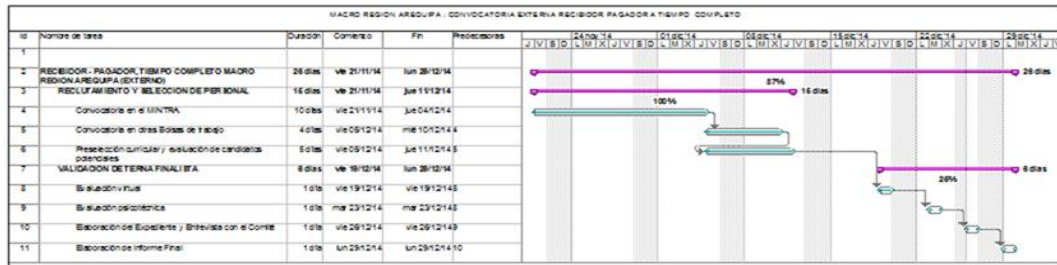 MACRO REGION AREQUIPA : CONVOCATORIA EXTERNA RECIBIDOR PAGADOR A TIEMPO COMPLETO
Id Nombre de tarea Duración Comienzo Fin Predecesoras 24 nov '14 01 dic '14 08 dic '14 15 dic '14 22 dic '14 29 dic '14
J V S D L M X J V S D L M X J V S D L M X J V S D L M X J V S D L M X J V S D L M X J
1
2 RECIBIDOR - PAGADOR, TIEMPO COMPLETO MACRO REGION AREQUIPA (EXTERNO) 26 días vie 21/11/14 lun 29/12/14 26 días
87%
3 RECLUTAMIENTO Y SELECCION DE PERSONAL 15 días vie 21/11/14 jue 11/12/14 15 días
100%
4 Convocatoria en el MINTRA 10 días vie 21/11/14 jue 04/12/14
5 Convocatoria en otras Bolsas de trabajo 4 días vie 05/12/14 mié 10/12/14 4
6 Preselección curricular y evaluación de candidatos potenciales 5 días vie 05/12/14 jue 11/12/14 5
7 VALIDACION DE TERNA FINALISTA 6 días vie 19/12/14 lun 29/12/14 6 días
25%
8 Evaluación virtual 1 día vie 19/12/14 vie 19/12/14
9 Evaluación psicotécnica 1 día mar 23/12/14 mar 23/12/14 8
10 Elaboración del Expediente y Entrevista con el Comité 1 día vie 26/12/14 vie 26/12/14 9
11 Elaboración de Informe Final 1 día lun 29/12/14 lun 29/12/14 10